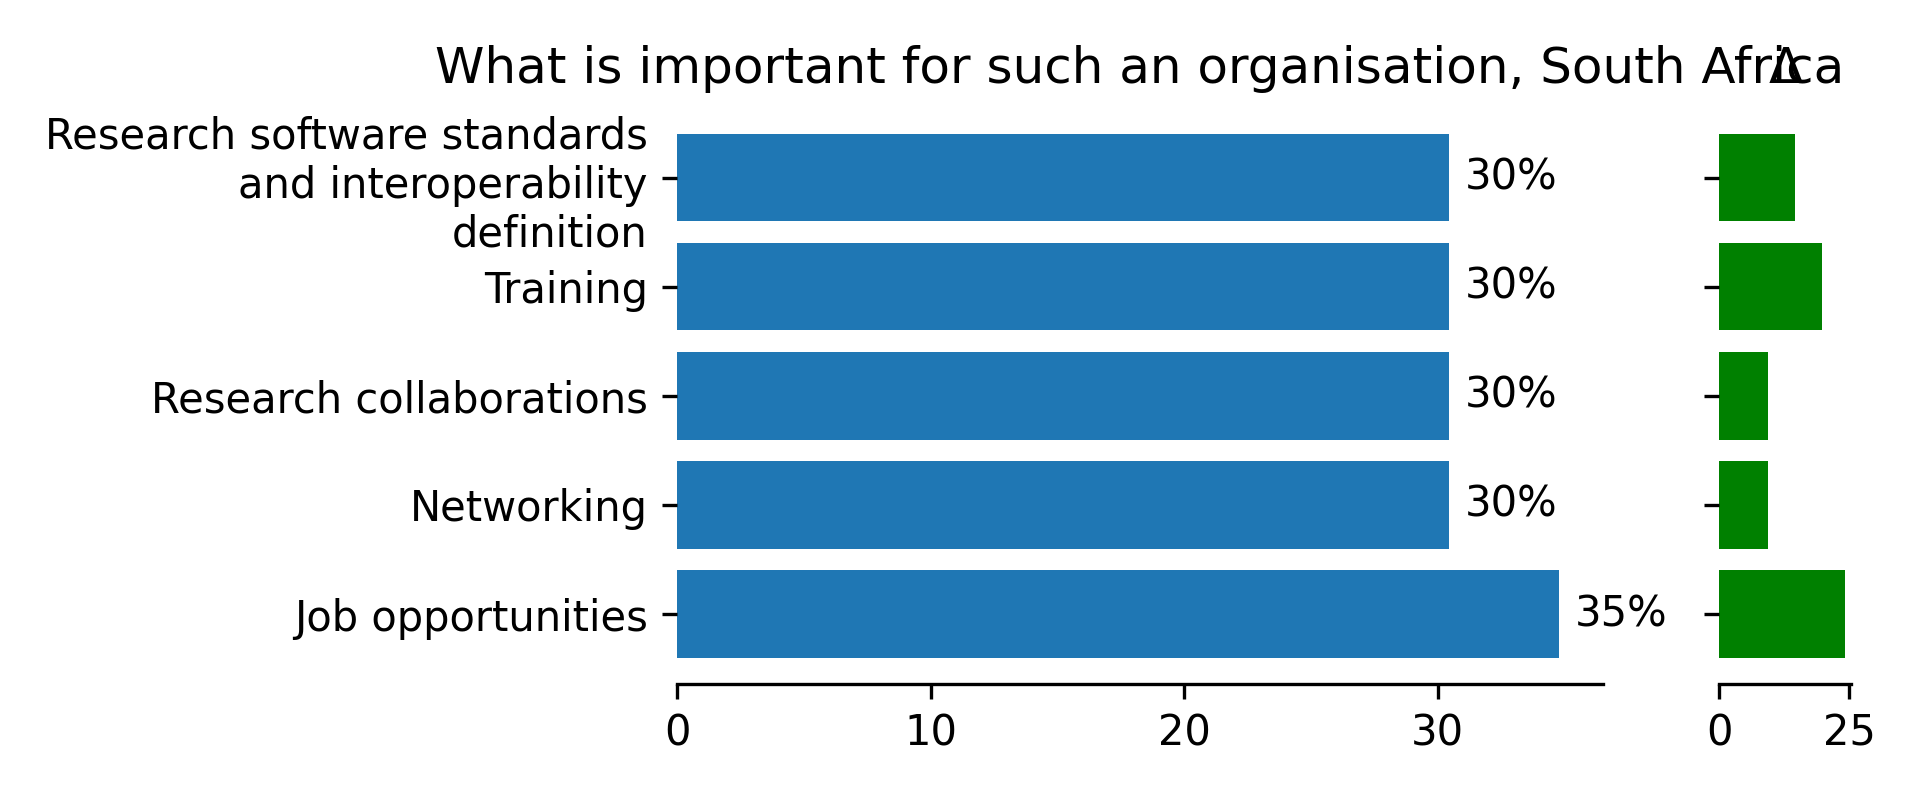 What is important for such an organisation, South Africa
Δ
Research software standards
and interoperability
definition
30%
Training
30%
Research collaborations
30%
Networking
30%
Job opportunities
35%
0 10 20 30
0 25